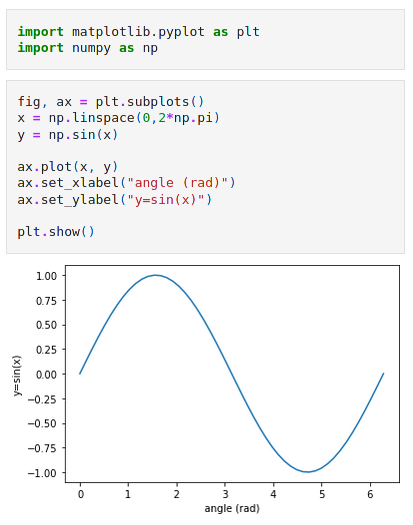 import matplotlib.pyplot as plt
import numpy as np
fig, ax = plt.subplots()
x = np.linspace(0,2*np.pi)
y = np.sin(x)
ax.plot(x, y)
ax.set_xlabel("angle (rad)")
ax.set_ylabel("y=sin(x)")
plt.show()
1.00
0.75
0.50
0.25
0.00
−0.25
−0.50
−0.75
−1.00
y=sin(x)
0 1 2 3 4 5 6
angle (rad)